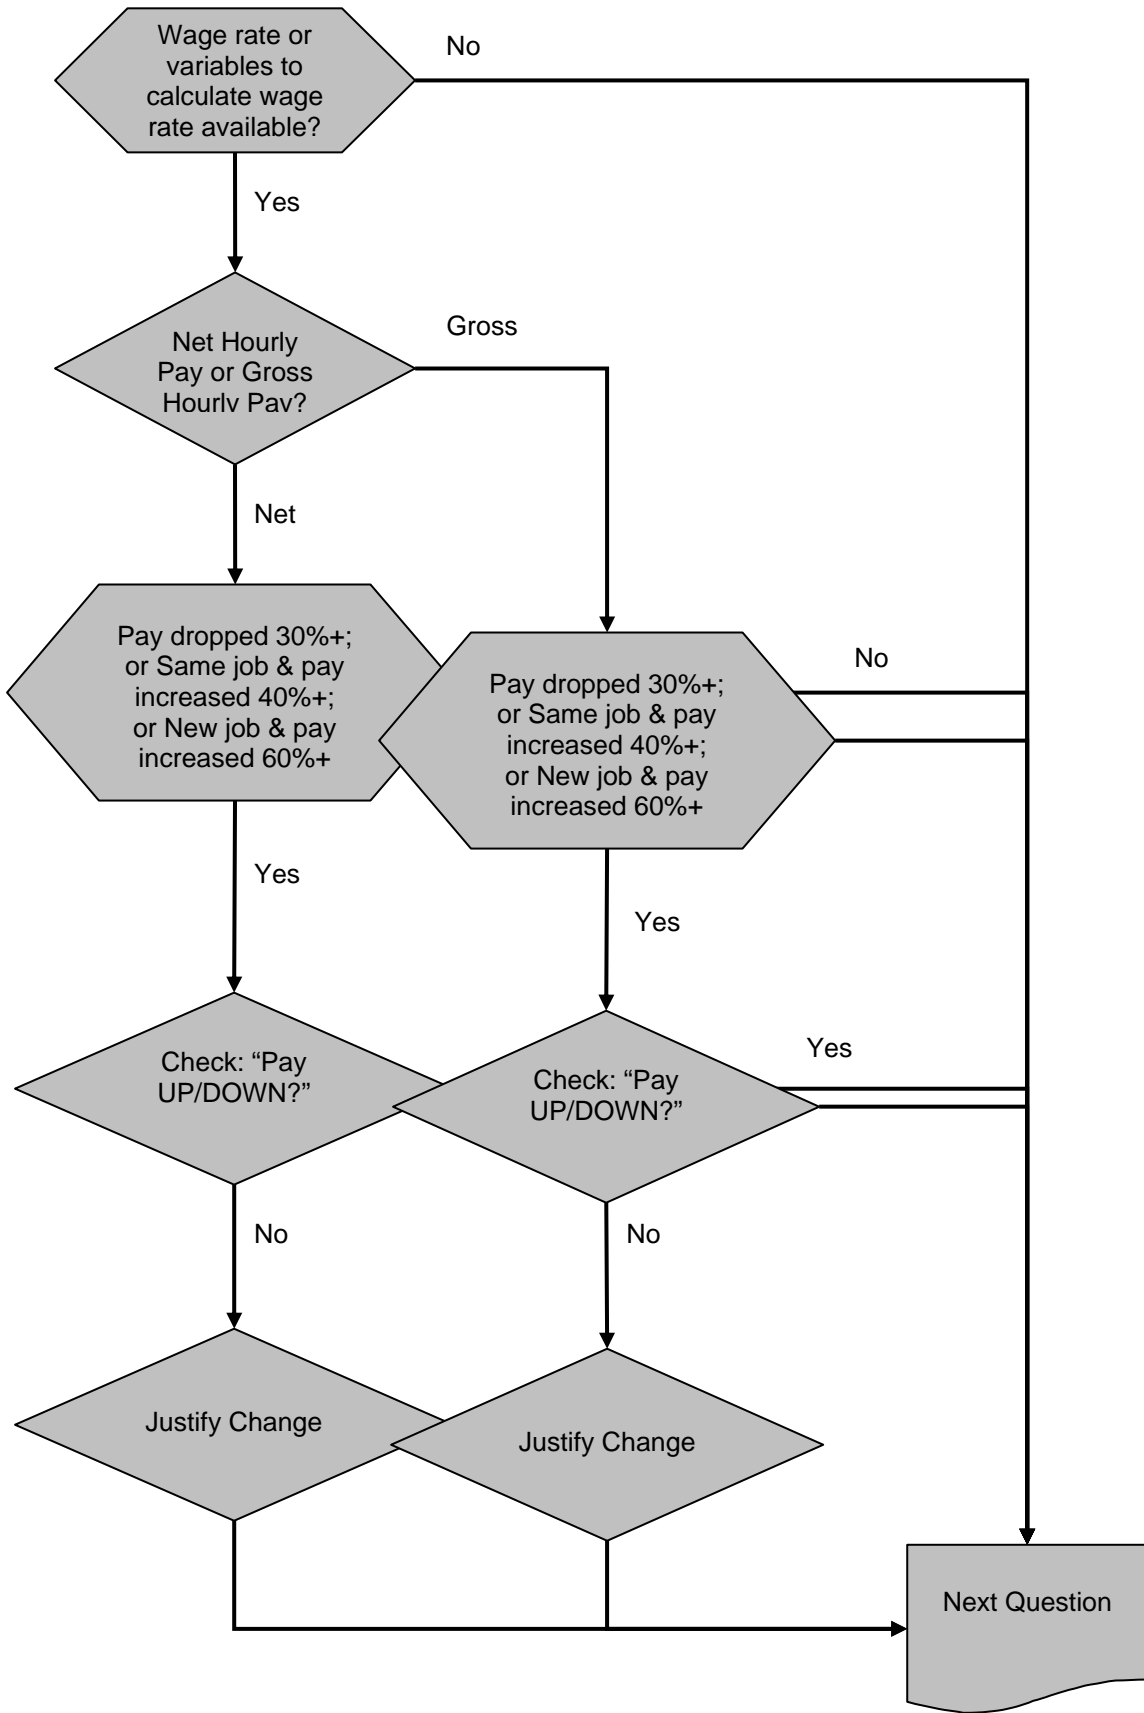 Wage rate or
variables to
calculate wage
rate available?
No
Yes
Net Hourly
Pay or Gross
Hourly Pay?
Gross
Net
Pay dropped 30%+;
or Same job & pay
increased 40%+;
or New job & pay
increased 60%+
Pay dropped 30%+;
or Same job & pay
increased 40%+;
or New job & pay
increased 60%+
No
Yes
Yes
Check: “Pay
UP/DOWN?”
Check: “Pay
UP/DOWN?”
Yes
No
No
Justify Change
Justify Change
Next Question